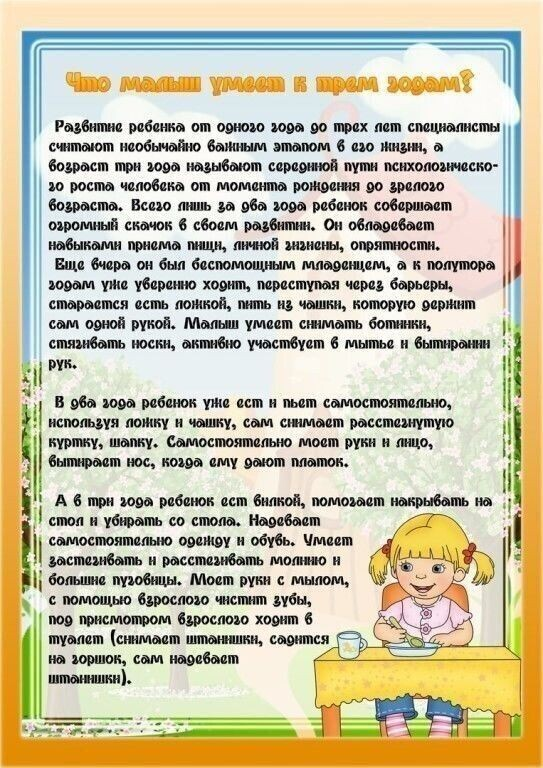 Что малыш умеет к трем годам?
Развитие ребенка от одного года до трех лет специалисты
считают необычайно важным этапом в его жизни, а
возраст три года называют серединой пути психологическо-
го роста человека от момента рождения до зрелого
возраста. Всего лишь за два года ребенок совершает
огромный скачок в своем развитии. Он обладевает
навыками приема пищи, личной гигиены, опрятности.
Еще вчера он был беспомощным младенцем, а к полутора
годам уже уверенно ходит, переступая через барьеры,
старается есть ложкой, пить из чашки, которую держит
сам одной рукой. Малыш умеет снимать ботинки,
стягивать носки, активно участвует в мытье и вытирании
рук.
В два года ребенок уже ест и пьет самостоятельно,
используя ложку и чашку, сам снимает расстегнутую
куртку, шапку. Самостоятельно моет руки и лицо,
вытирает нос, когда ему дают платок.
А в три года ребенок ест вилкой, помогает накрывать на
стол и убирать со стола. Надевает
самостоятельно одежду и обувь. Умеет
застегивать и расстегивать молнию и
большие пуговицы. Моет руки с мылом,
с помощью взрослого чистит зубы,
под присмотром взрослого ходит в
туалет (снимает штанишки, садится
на горшок, сам надевает
штанишки).